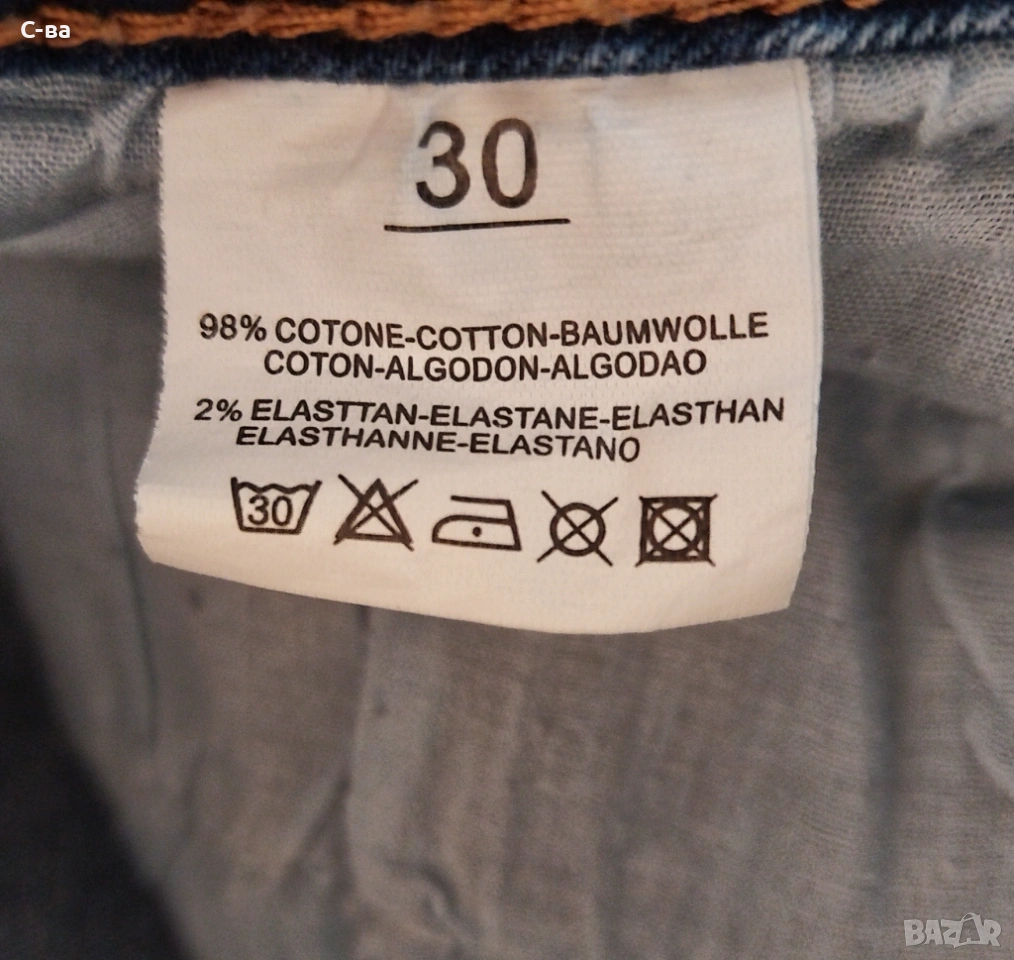 C-ва
30
98% COTONE-COTTON-BAUMWOLLE
COTON-ALGODON-ALGODAO
2% ELASTTAN-ELASTANE-ELASTHAN
ELASTHANNE-ELASTANO
30
BAZAR